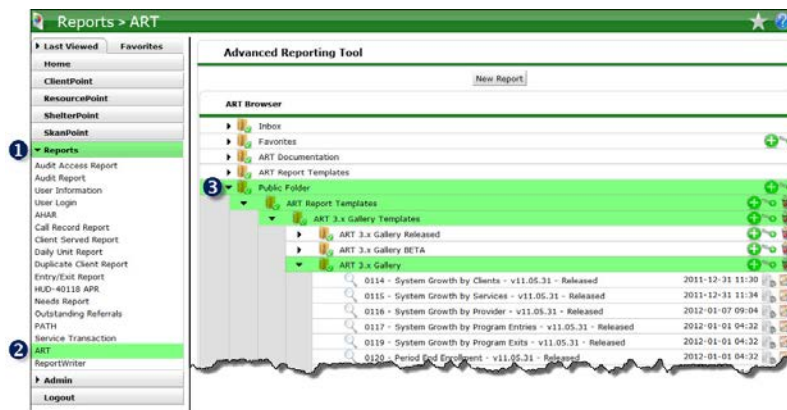 Reports > ART
Last Viewed Favorites
Home
ClientPoint
ResourcePoint
ShelterPoint
SkanPoint
1 Reports
Audit Access Report
Audit Report
User Information
User Login
AHAR
Call Record Report
Client Served Report
Daily Unit Report
Duplicate Client Report
Entry/Exit Report
HUD-40118 APR
Needs Report
Outstanding Referrals
PATH
Service Transaction
2 ART
ReportWriter
Admin
Logout
Advanced Reporting Tool
New Report
ART Browser
Inbox
Favorites
ART Documentation
ART Report Templates
3 Public Folder
ART Report Templates
ART 3.x Gallery Templates
ART 3.x Gallery Released
ART 3.x Gallery BETA
ART 3.x Gallery
0114 - System Growth by Clients - v11.05.31 - Released 2011-12-31 11:30
0115 - System Growth by Services - v11.05.31 - Released 2011-12-31 11:34
0116 - System Growth by Provider - v11.05.31 - Released 2012-01-07 09:04
0117 - System Growth by Program Entries - v11.05.31 - Released 2012-01-01 04:32
0119 - System Growth by Program Exits - v11.05.31 - Released 2012-01-01 04:32
0120 - Period End Enrollment - v11.05.31 - Released 2012-01-01 04:32